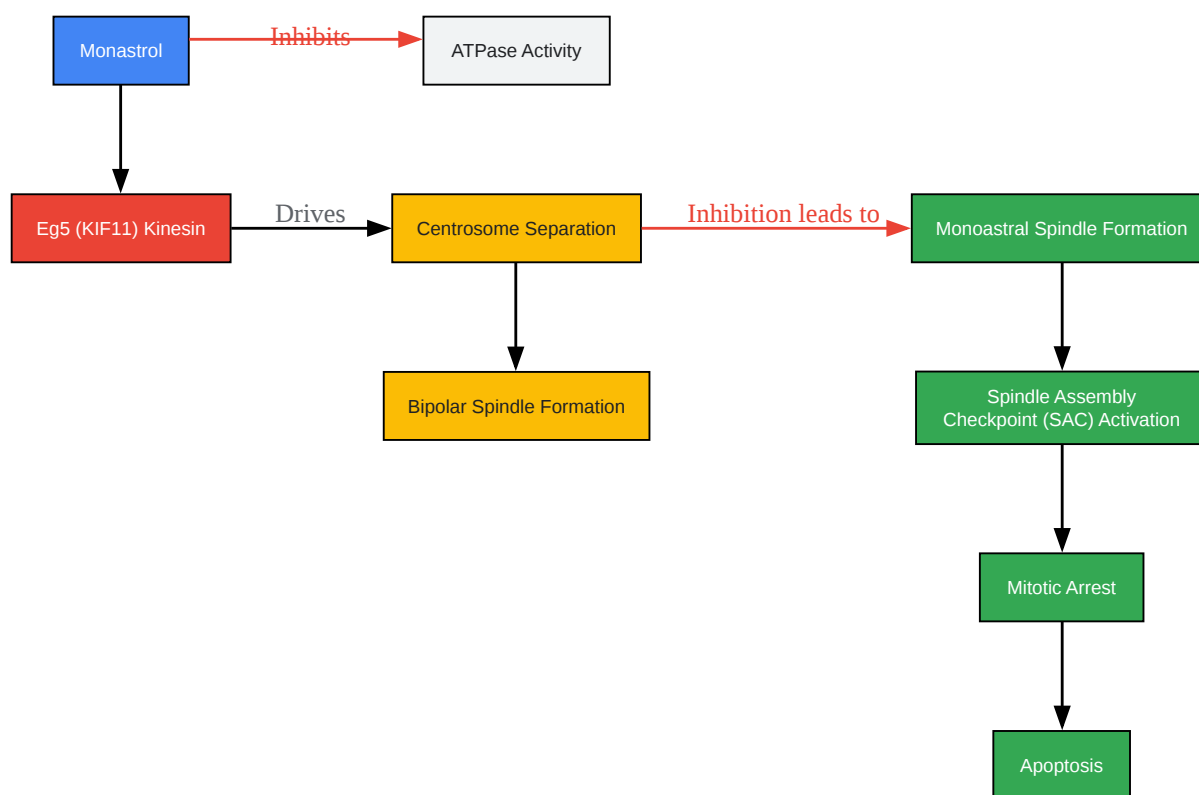 Monastrol
Inhibits
ATPase Activity
Eg5 (KIF11) Kinesin
Drives
Centrosome Separation
Inhibition leads to
Monoastral Spindle Formation
Bipolar Spindle Formation
Spindle Assembly
Checkpoint (SAC) Activation
Mitotic Arrest
Apoptosis